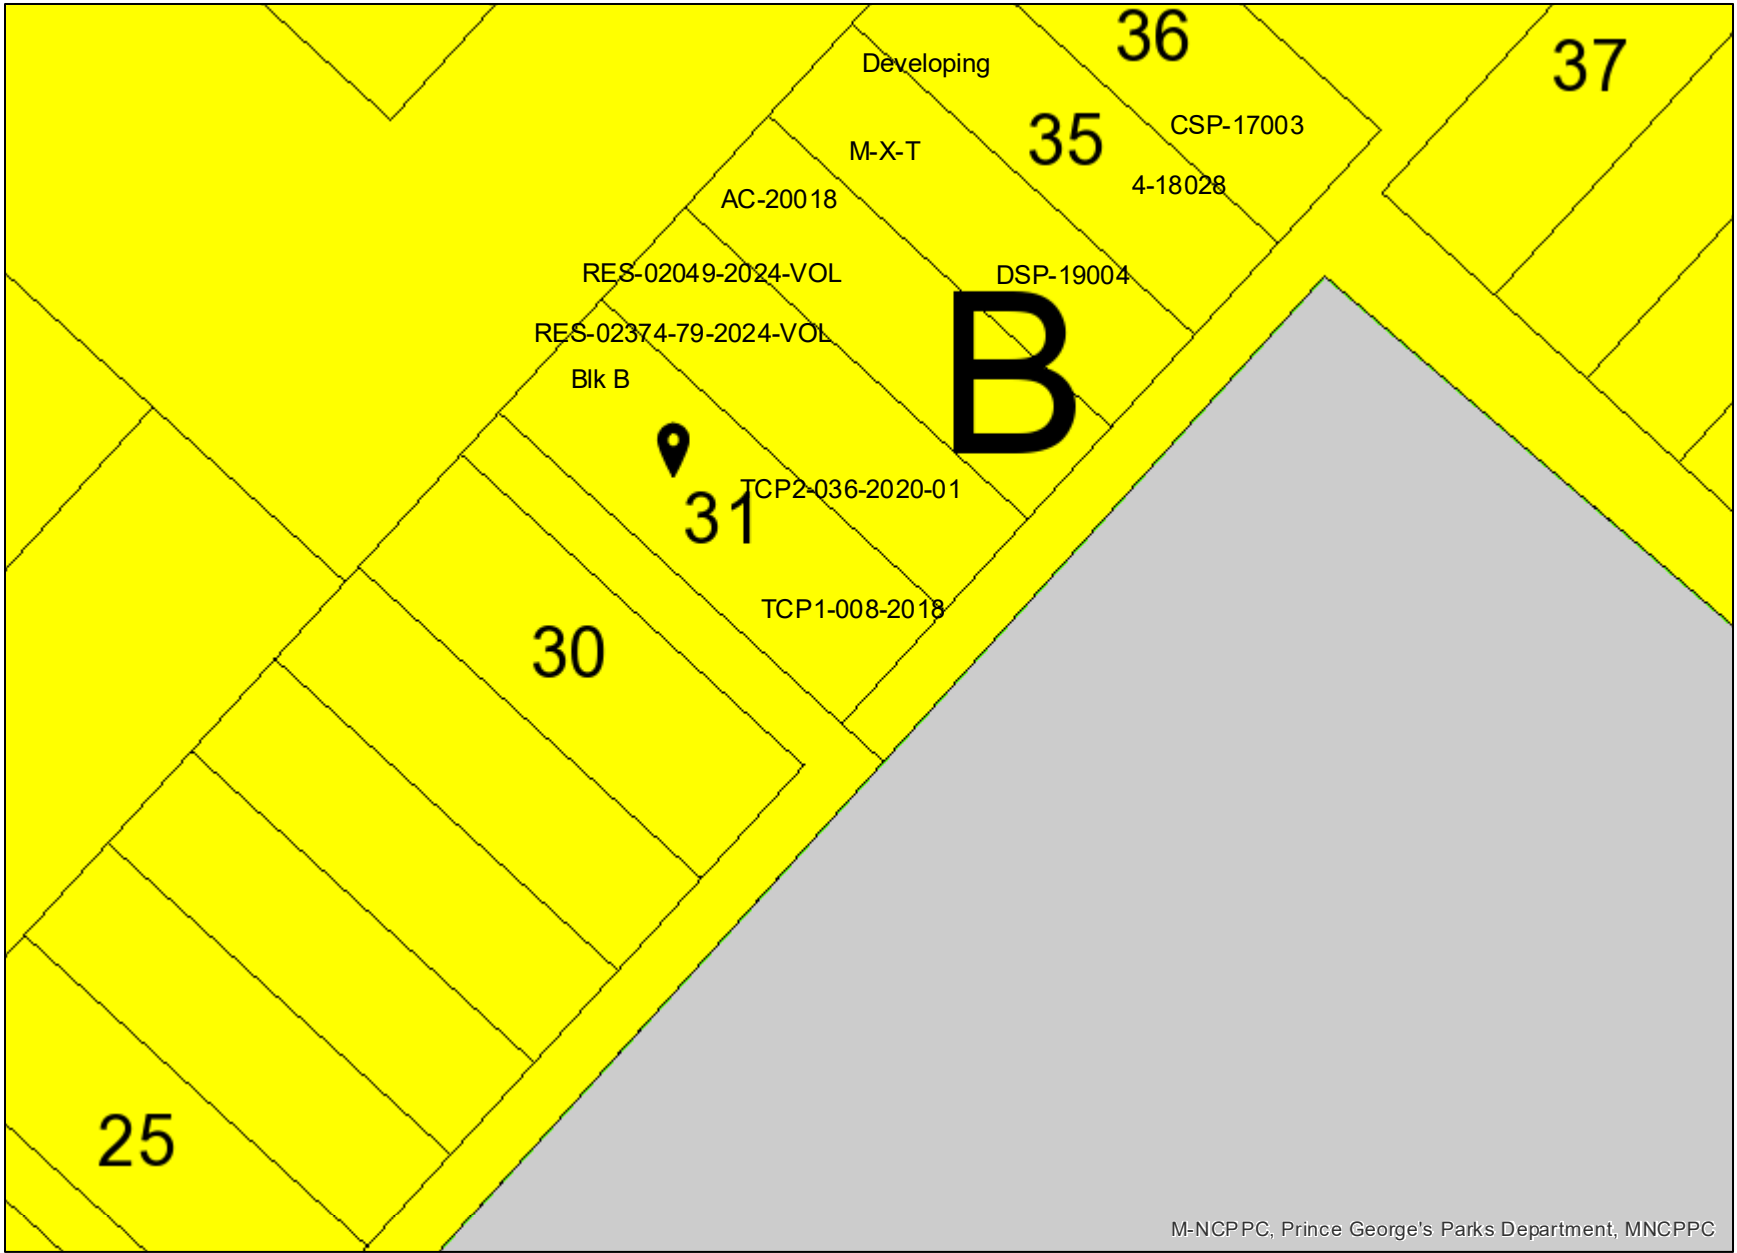 36
37
Developing
CSP-17003
35
M-X-T
4-18028
AC-20018
RES-02049-2024-VOL
DSP-19004
RES-02374-79-2024-VOL
B
Blk B
TCP2-036-2020-01
31
TCP1-008-2018
30
25
M-NCPPC, Prince George's Parks Department, MNCPPC